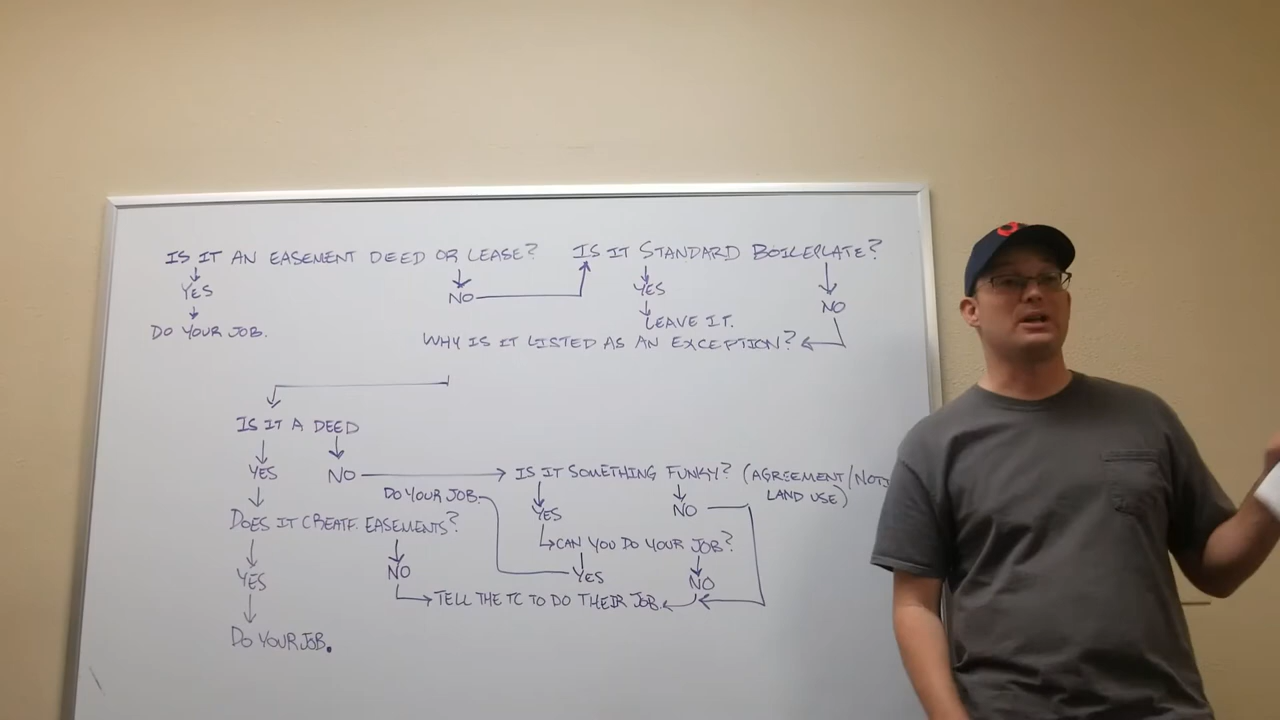 IS IT AN EASEMENT DEED OR LEASE?
YES
DO YOUR JOB.
NO
IS IT STANDARD BOILEPLATE?
YES
LEAVE IT.
NO
WHY IS IT LISTED AS AN EXCEPTION?
IS IT A DEED
YES
NO
DOES IT CREATE EASEMENTS?
YES
DO YOUR JOB.
NO
IS IT SOMETHING FUNKY? (AGREEMENT/
LAND USE)
YES
NO
CAN YOU DO YOUR JOB?
YES
DO YOUR JOB.
NO
TELL THE TC TO DO THEIR JOB.